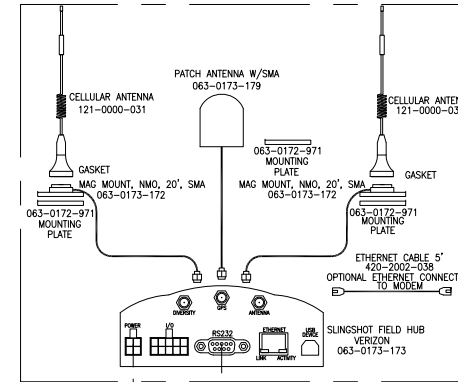 PATCH ANTENNA W/SMA
063-0173-179
CELLULAR ANTENNA
121-0000-031
CELLULAR ANTEN
121-0000-03
063-0172-971
MOUNTING
PLATE
GASKET
MAG MOUNT, NMO, 20', SMA
063-0173-172
063-0172-971
MOUNTING
PLATE
GASKET
MAG MOUNT, NMO, 20', SMA
063-0173-172
063-0172-971
MOUNTING
PLATE
ETHERNET CABLE 5'
420-2002-038
OPTIONAL ETHERNET CONNECT
TO MODEM
DIVERSITY
GPS
ANTENNA
POWER
I/O
RS232
ETHERNET
LINK
ACTIVITY
USB
DEVICE
SLINGSHOT FIELD HUB
VERIZON
063-0173-173